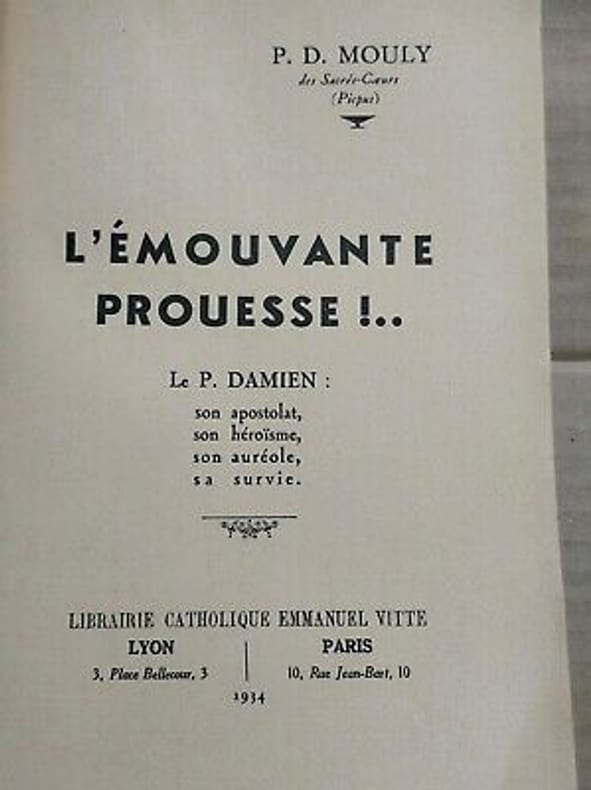 P. D. MOULY
des Sacrés-Cœurs
(Picpus)
L'ÉMOUVANTE
PROUESSE !..
Le P. DAMIEN :
son apostolat,
son héroïsme,
son auréole,
sa survie.
LIBRAIRIE CATHOLIQUE EMMANUEL VITTE
LYON
3, Place Bellecour, 3
PARIS
10, Rue Jean-Bart, 10
1934